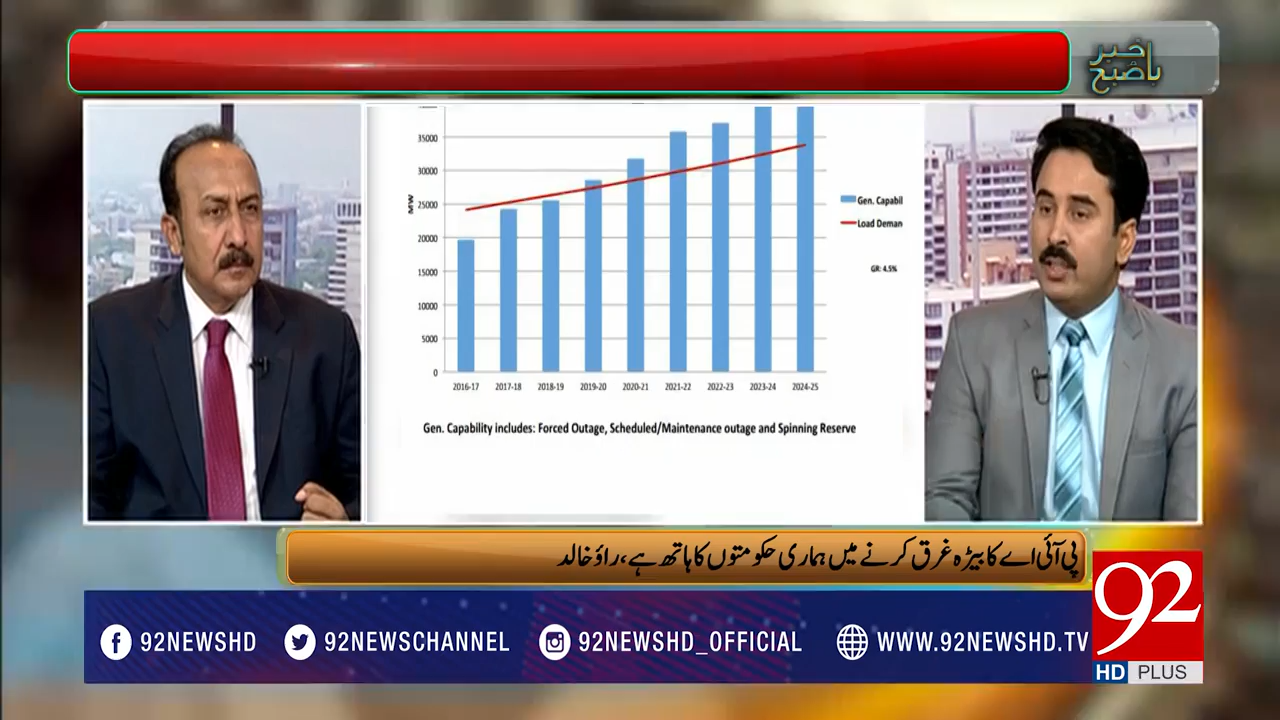 باخبر صبح
35000
30000
25000
20000
15000
10000
5000
0
MW
2016-17 2017-18 2018-19 2019-20 2020-21 2021-22 2022-23 2023-24 2024-25
Gen. Capabil
Load Deman
GR: 4.5%
Gen. Capability includes: Forced Outage, Scheduled/Maintenance outage and Spinning Reserve
پی آئی اے کا بیڑہ غرق کرنے میں ہماری حکومتوں کا ہاتھ ہے، راؤ خالد
92NEWSHD 92NEWSCHANNEL 92NEWSHD_OFFICIAL WWW.92NEWSHD.TV
92
HD PLUS